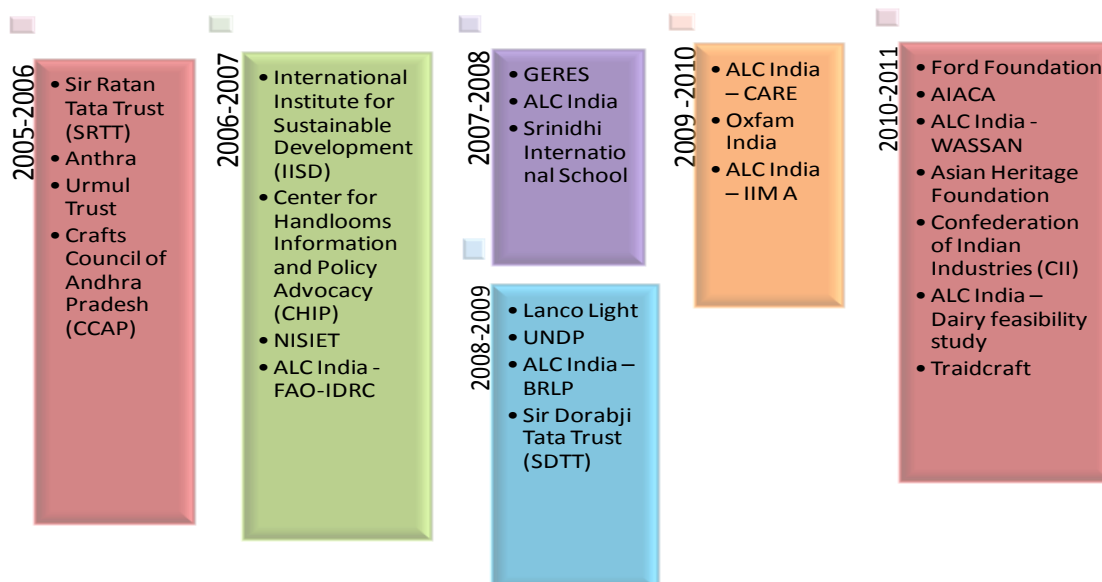 2005-2006
• Sir Ratan
Tata Trust
(SRTT)
• Anthra
• Urmul
Trust
• Crafts
Council of
Andhra
Pradesh
(CCAP)
2006-2007
• International
Institute for
Sustainable
Development
(IISD)
• Center for
Handlooms
Information
and Policy
Advocacy
(CHIP)
• NISIET
• ALC India -
FAO-IDRC
2007-2008
• GERES
• ALC India
• Srinidhi
Internatio
nal School
2008-2009
• Lanco Light
• UNDP
• ALC India –
BRLP
• Sir Dorabji
Tata Trust
(SDTT)
2009 -2010
• ALC India
– CARE
• Oxfam
India
• ALC India
– IIM A
2010-2011
• Ford Foundation
• AIACA
• ALC India -
WASSAN
• Asian Heritage
Foundation
• Confederation
of Indian
Industries (CII)
• ALC India –
Dairy feasibility
study
• Traidcraft